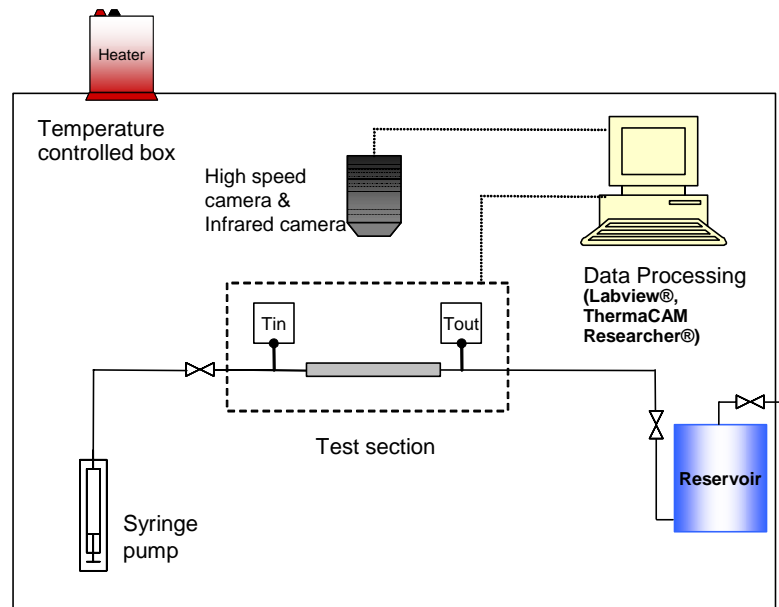 Heater
Temperature
controlled box
High speed
camera &
Infrared camera
Data Processing
(Labview®,
ThermaCAM
Researcher®)
Tin
Tout
Test section
Reservoir
Syringe
pump